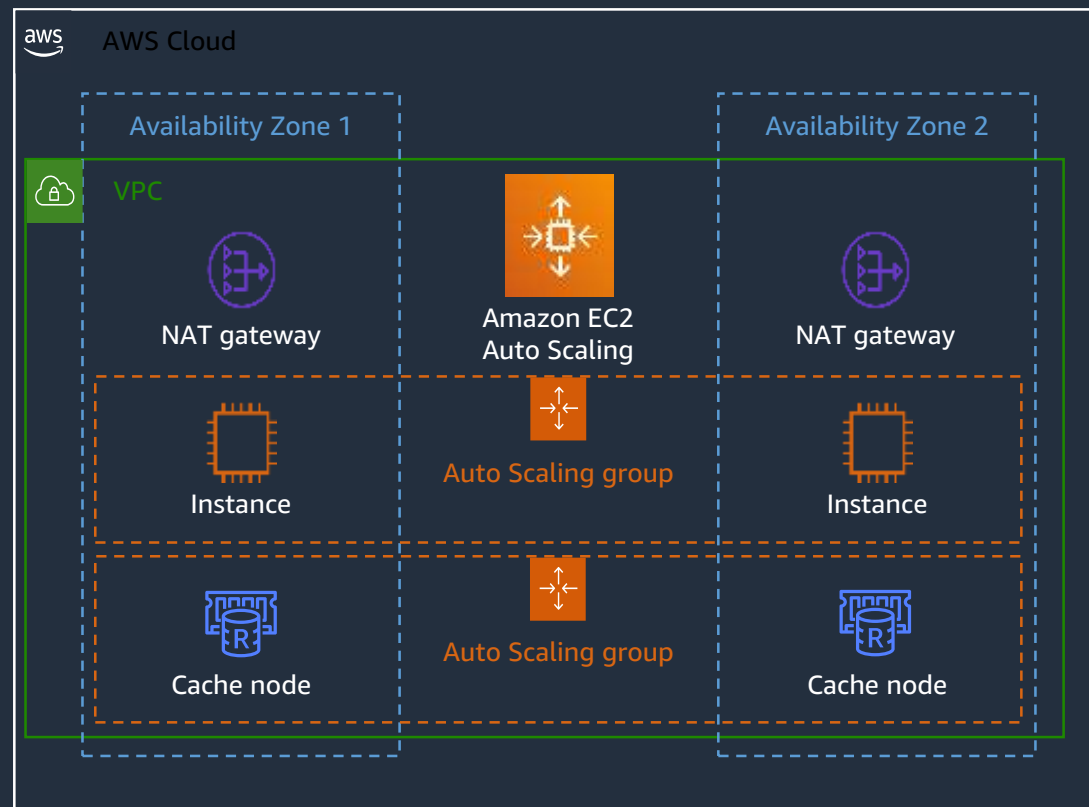 aws
AWS Cloud
Availability Zone 1
Availability Zone 2
VPC
NAT gateway
Amazon EC2
Auto Scaling
NAT gateway
Instance
Auto Scaling group
Instance
R
Cache node
Auto Scaling group
R
Cache node